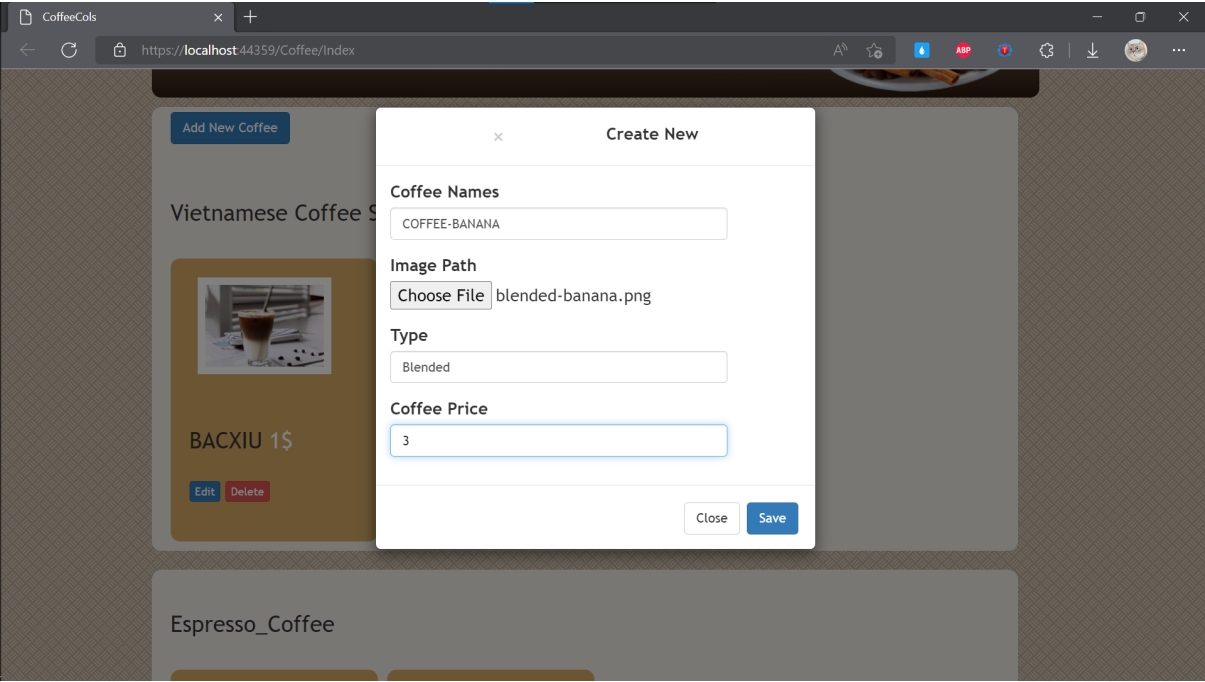 CoffeeCols
https://localhost:44359/Coffee/Index
ABP
Add New Coffee
× Create New
Coffee Names
COFFEE-BANANA
Image Path
Choose File blended-banana.png
Type
Blended
Coffee Price
3
Close Save
Vietnamese Coffee S
BACXIU 1$
Edit Delete
Espresso_Coffee